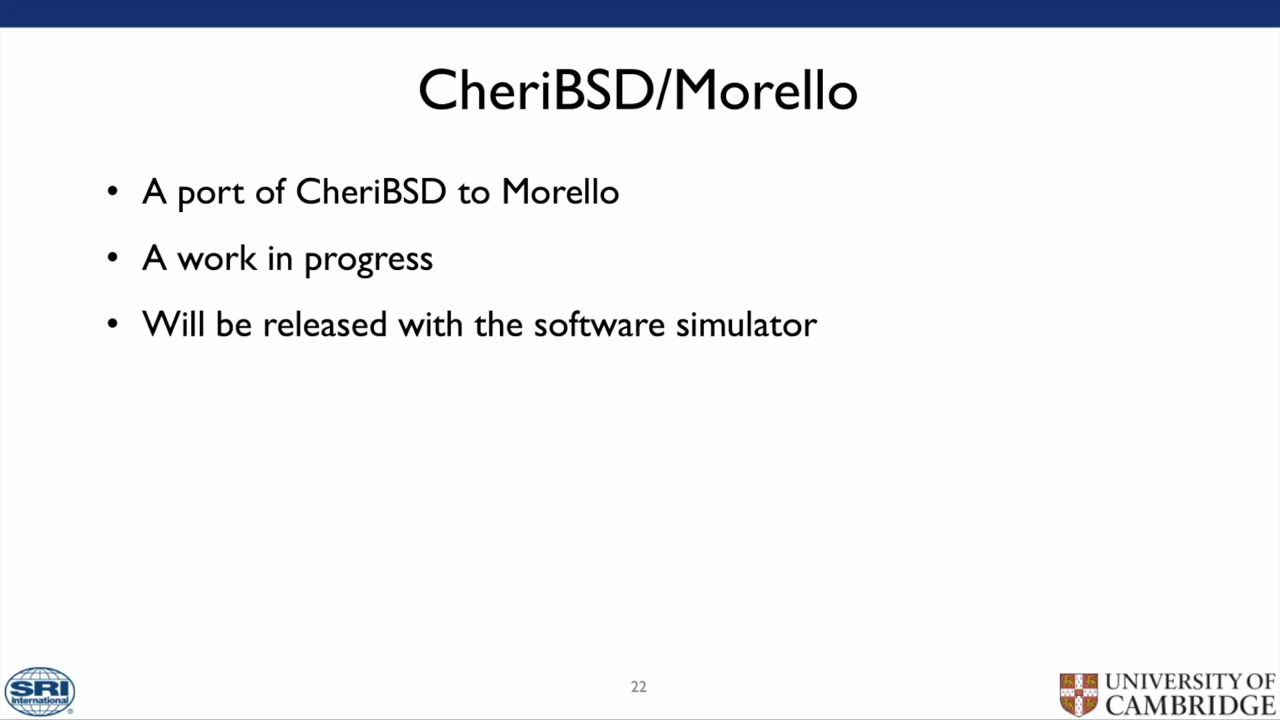 CheriBSD/Morello
• A port of CheriBSD to Morello
• A work in progress
• Will be released with the software simulator
SRI
International®
22
UNIVERSITY OF
CAMBRIDGE